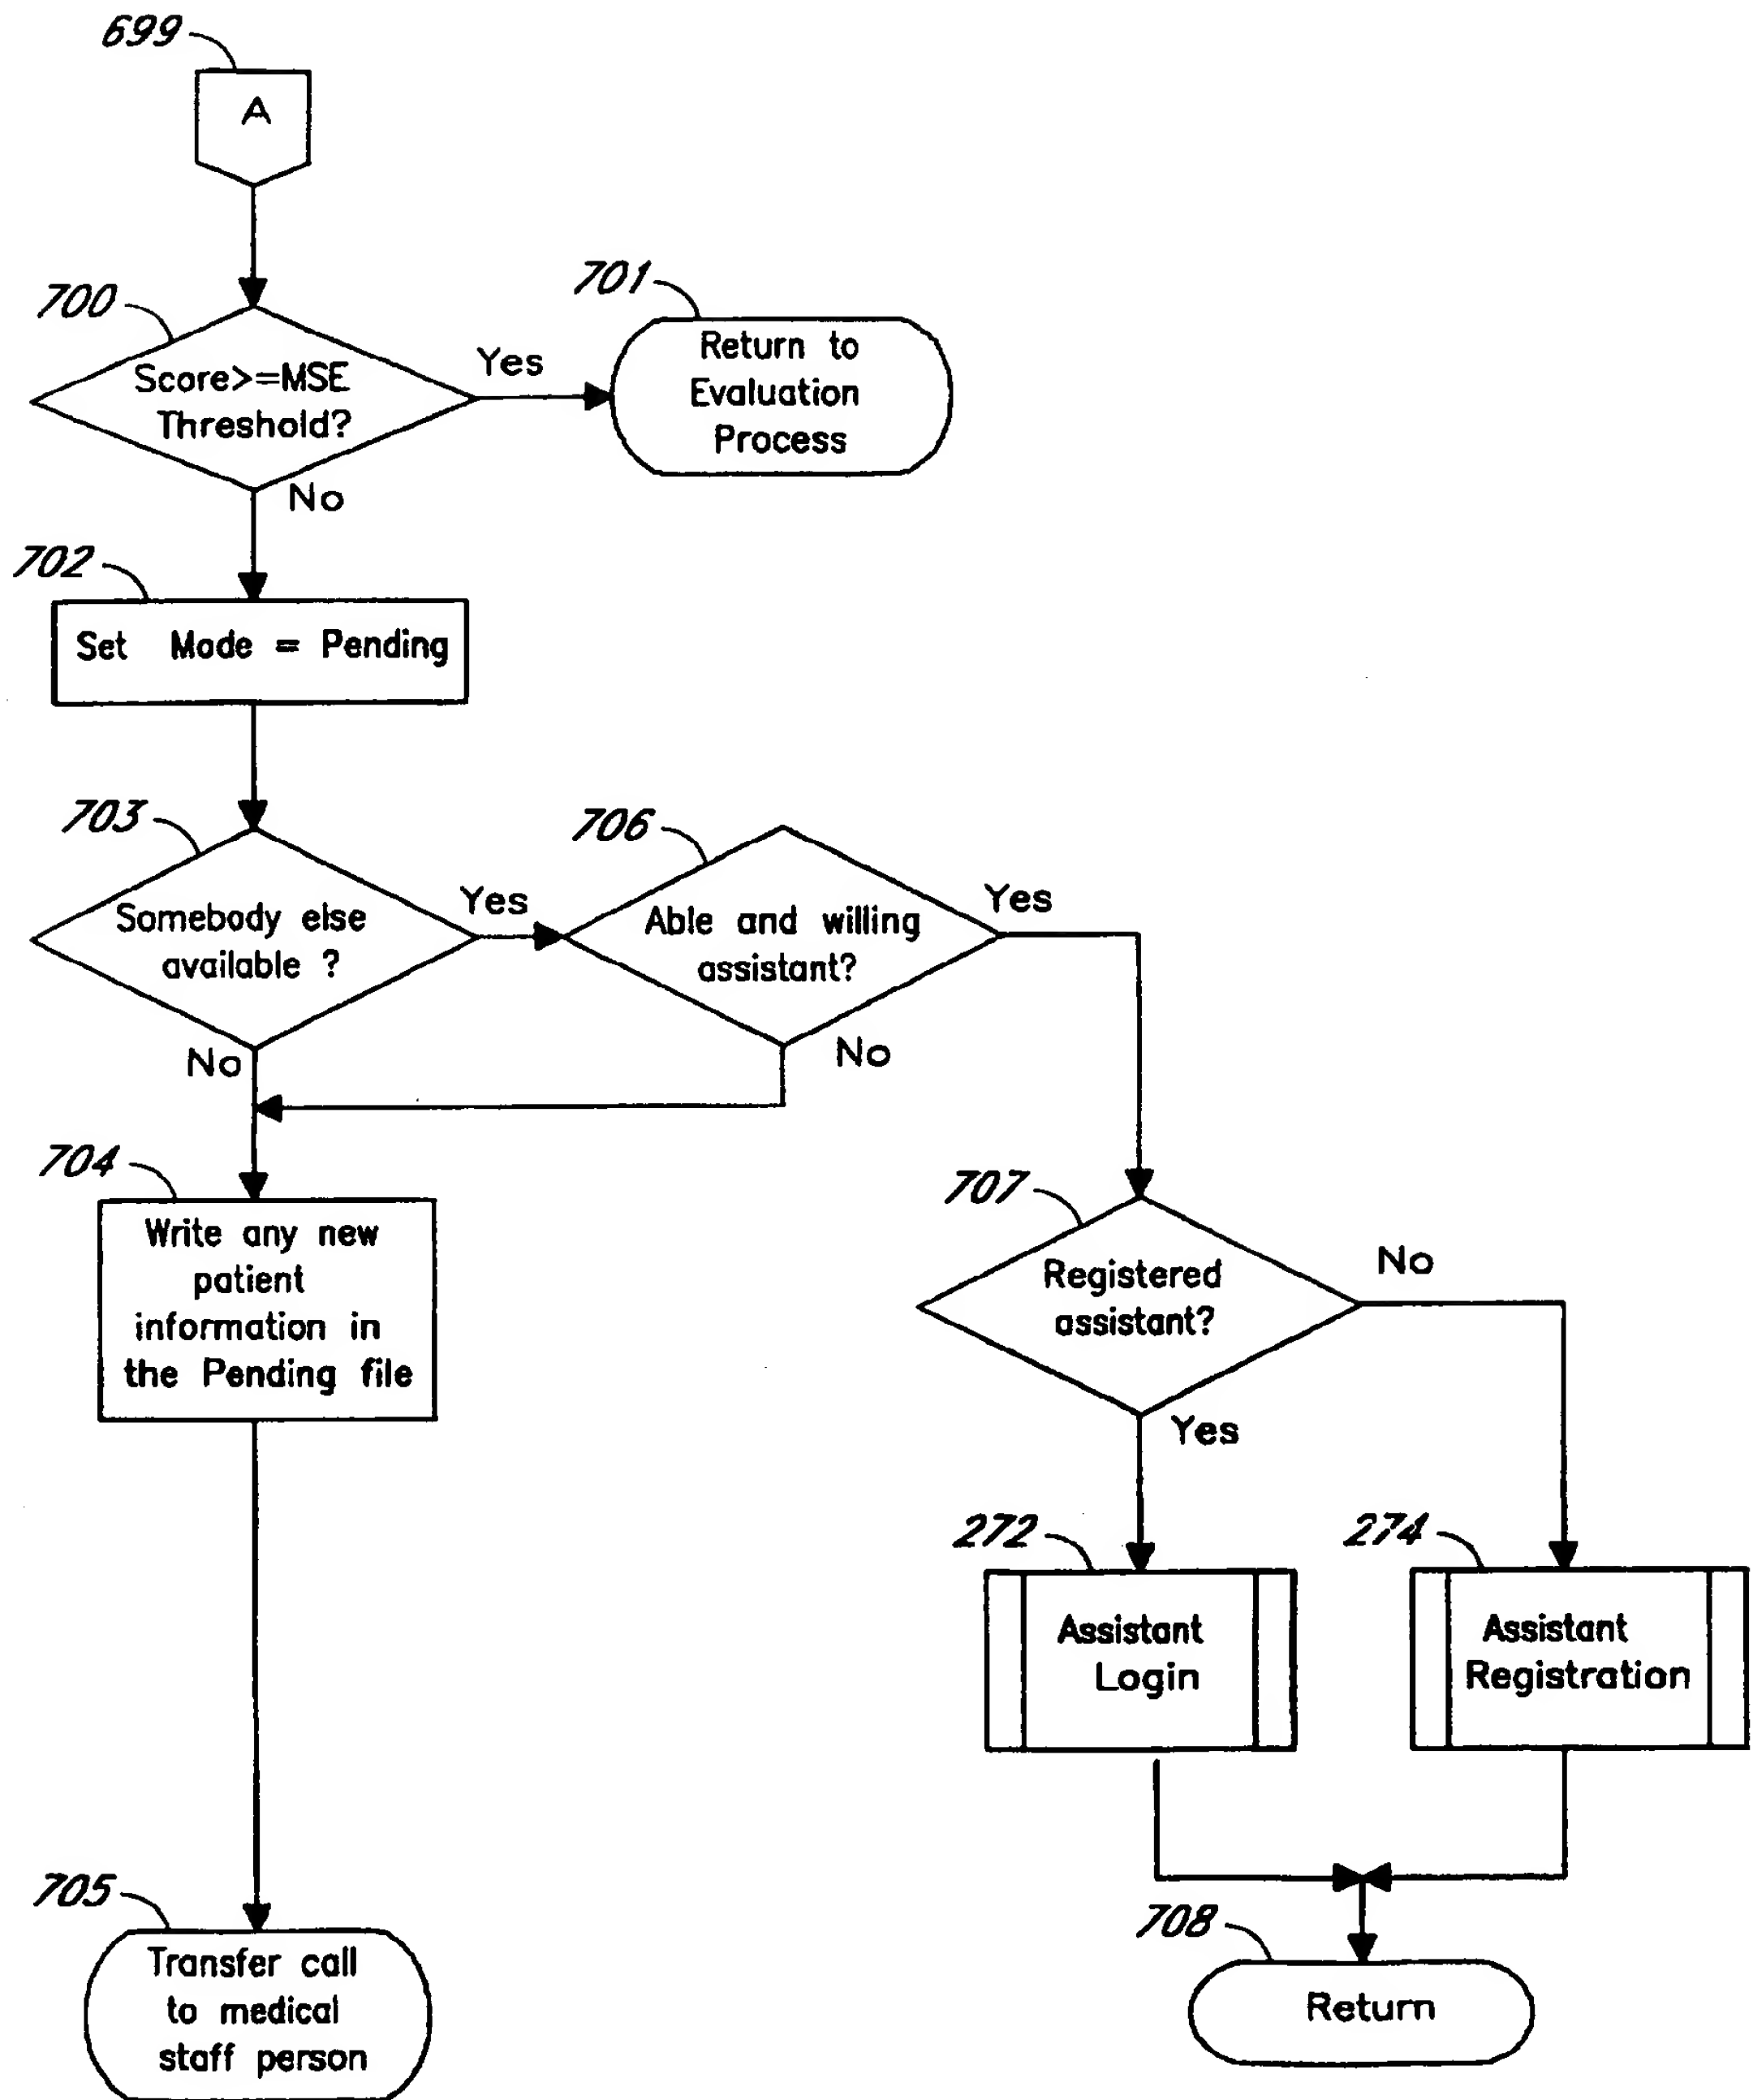 699
A
700
Score>=MSE
Threshold?
Yes
No
701
Return to
Evaluation
Process
702
Set Mode = Pending
703
Somebody else
available ?
Yes
No
706
Able and willing
assistant?
Yes
No
704
Write any new
patient
information in
the Pending file
707
Registered
assistant?
No
Yes
272
Assistant
Login
274
Assistant
Registration
705
Transfer call
to medical
staff person
708
Return